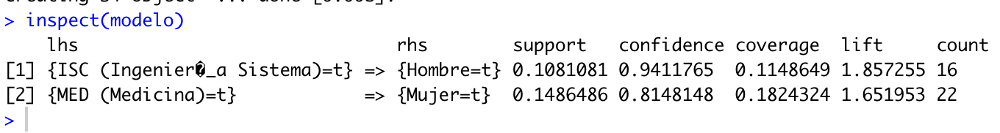 > inspect(modelo)
lhs rhs support confidence coverage lift count
[1] {ISC (Ingenier�_a Sistema)=t} => {Hombre=t} 0.1081081 0.9411765 0.1148649 1.857255 16
[2] {MED (Medicina)=t} => {Mujer=t} 0.1486486 0.8148148 0.1824324 1.651953 22
>